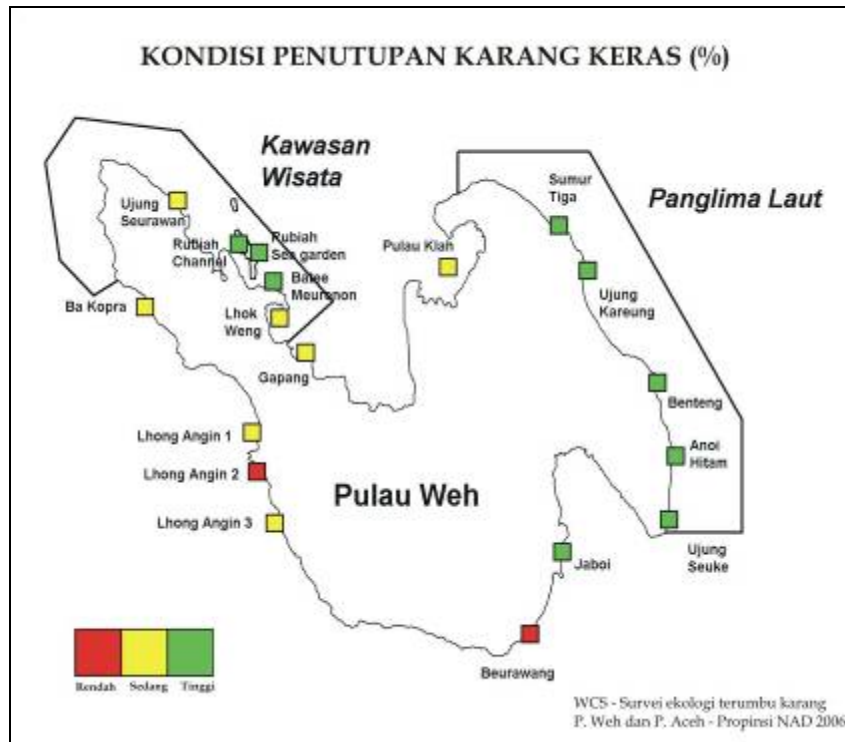 KONDISI PENUTUPAN KARANG KERAS (%)
Kawasan
Wisata
Panglima Laut
Ujung
Seurawan
Rubiah
Channel
Rubiah
Sea garden
Batee
Meuronon
Lhok
Weng
Gapang
Ba Kopra
Pulau Klah
Sumur
Tiga
Ujung
Kareung
Benteng
Anoi
Hitam
Ujung
Seuke
Jaboi
Beurawang
Lhong Angin 1
Lhong Angin 2
Lhong Angin 3
Pulau Weh
Rendah
Sedang
Tinggi
WCS - Survei ekologi terumbu karang
P. Weh dan P. Aceh - Propinsi NAD 2006